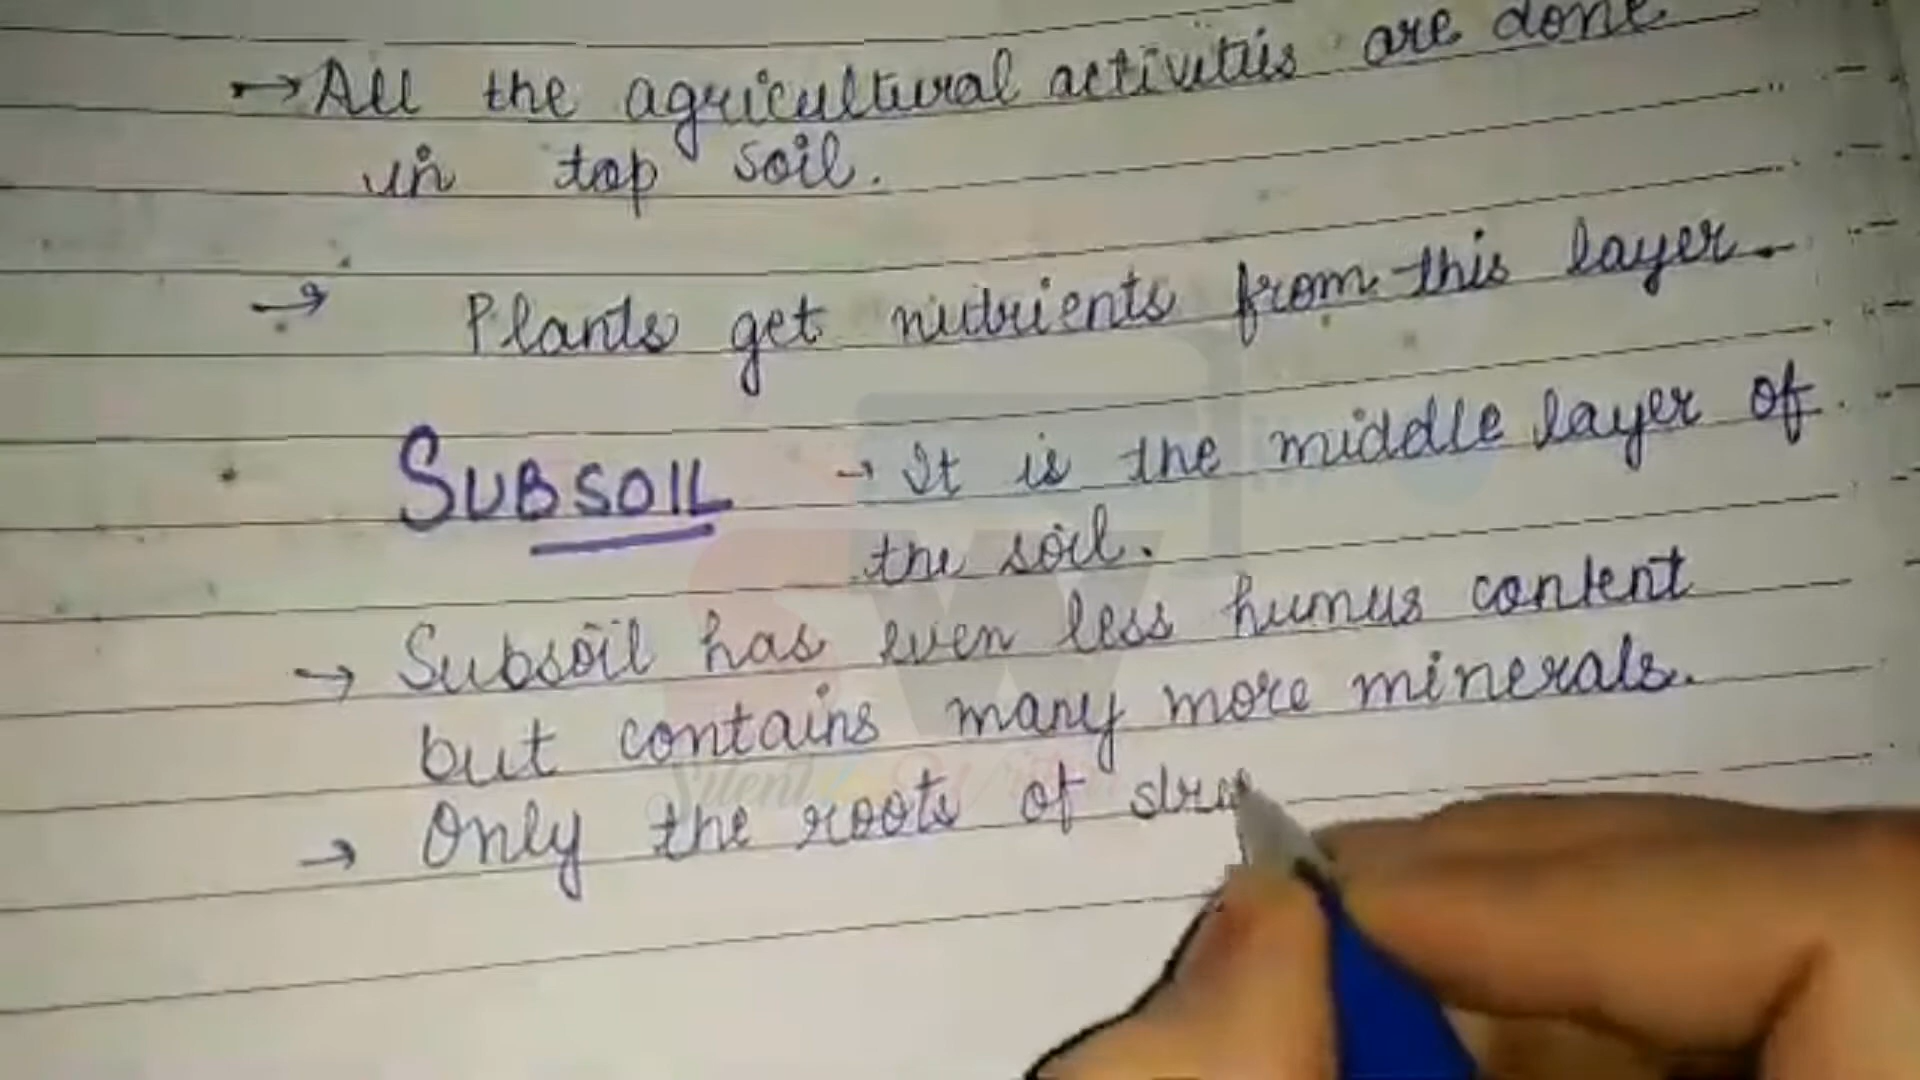 → All the agricultural activities are done
in top soil.
→ Plants get nutrients from this layer.
SUBSOIL → It is the middle layer of
the soil.
→ Subsoil has even less humus content
but contains many more minerals.
→ Only the roots of